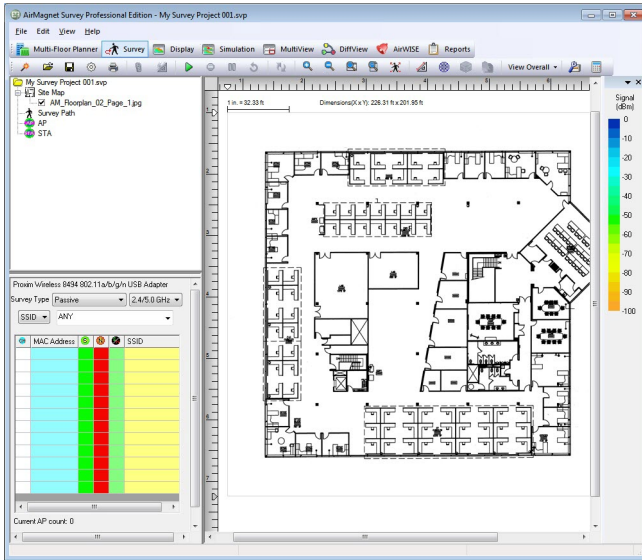 AirMagnet Survey Professional Edition - My Survey Project 001.svp
File Edit View Help
Multi-Floor Planner Survey Display Simulation MultiView DiffView AirWISE Reports
View Overall
My Survey Project 001.svp
Site Map
AM_Floorplan_02_Page_1.jpg
Survey Path
AP
STA
Proxim Wireless 8494 802.11a/b/g/n USB Adapter
Survey Type Passive 2.4/5.0 GHz
SSID ANY
MAC Address SSID
Current AP count: 0
1 in. = 32.33 ft Dimensions(X x Y): 226.31 ft x 201.95 ft
Signal
(dBm)
0
-10
-20
-30
-40
-50
-60
-70
-80
-90
-100